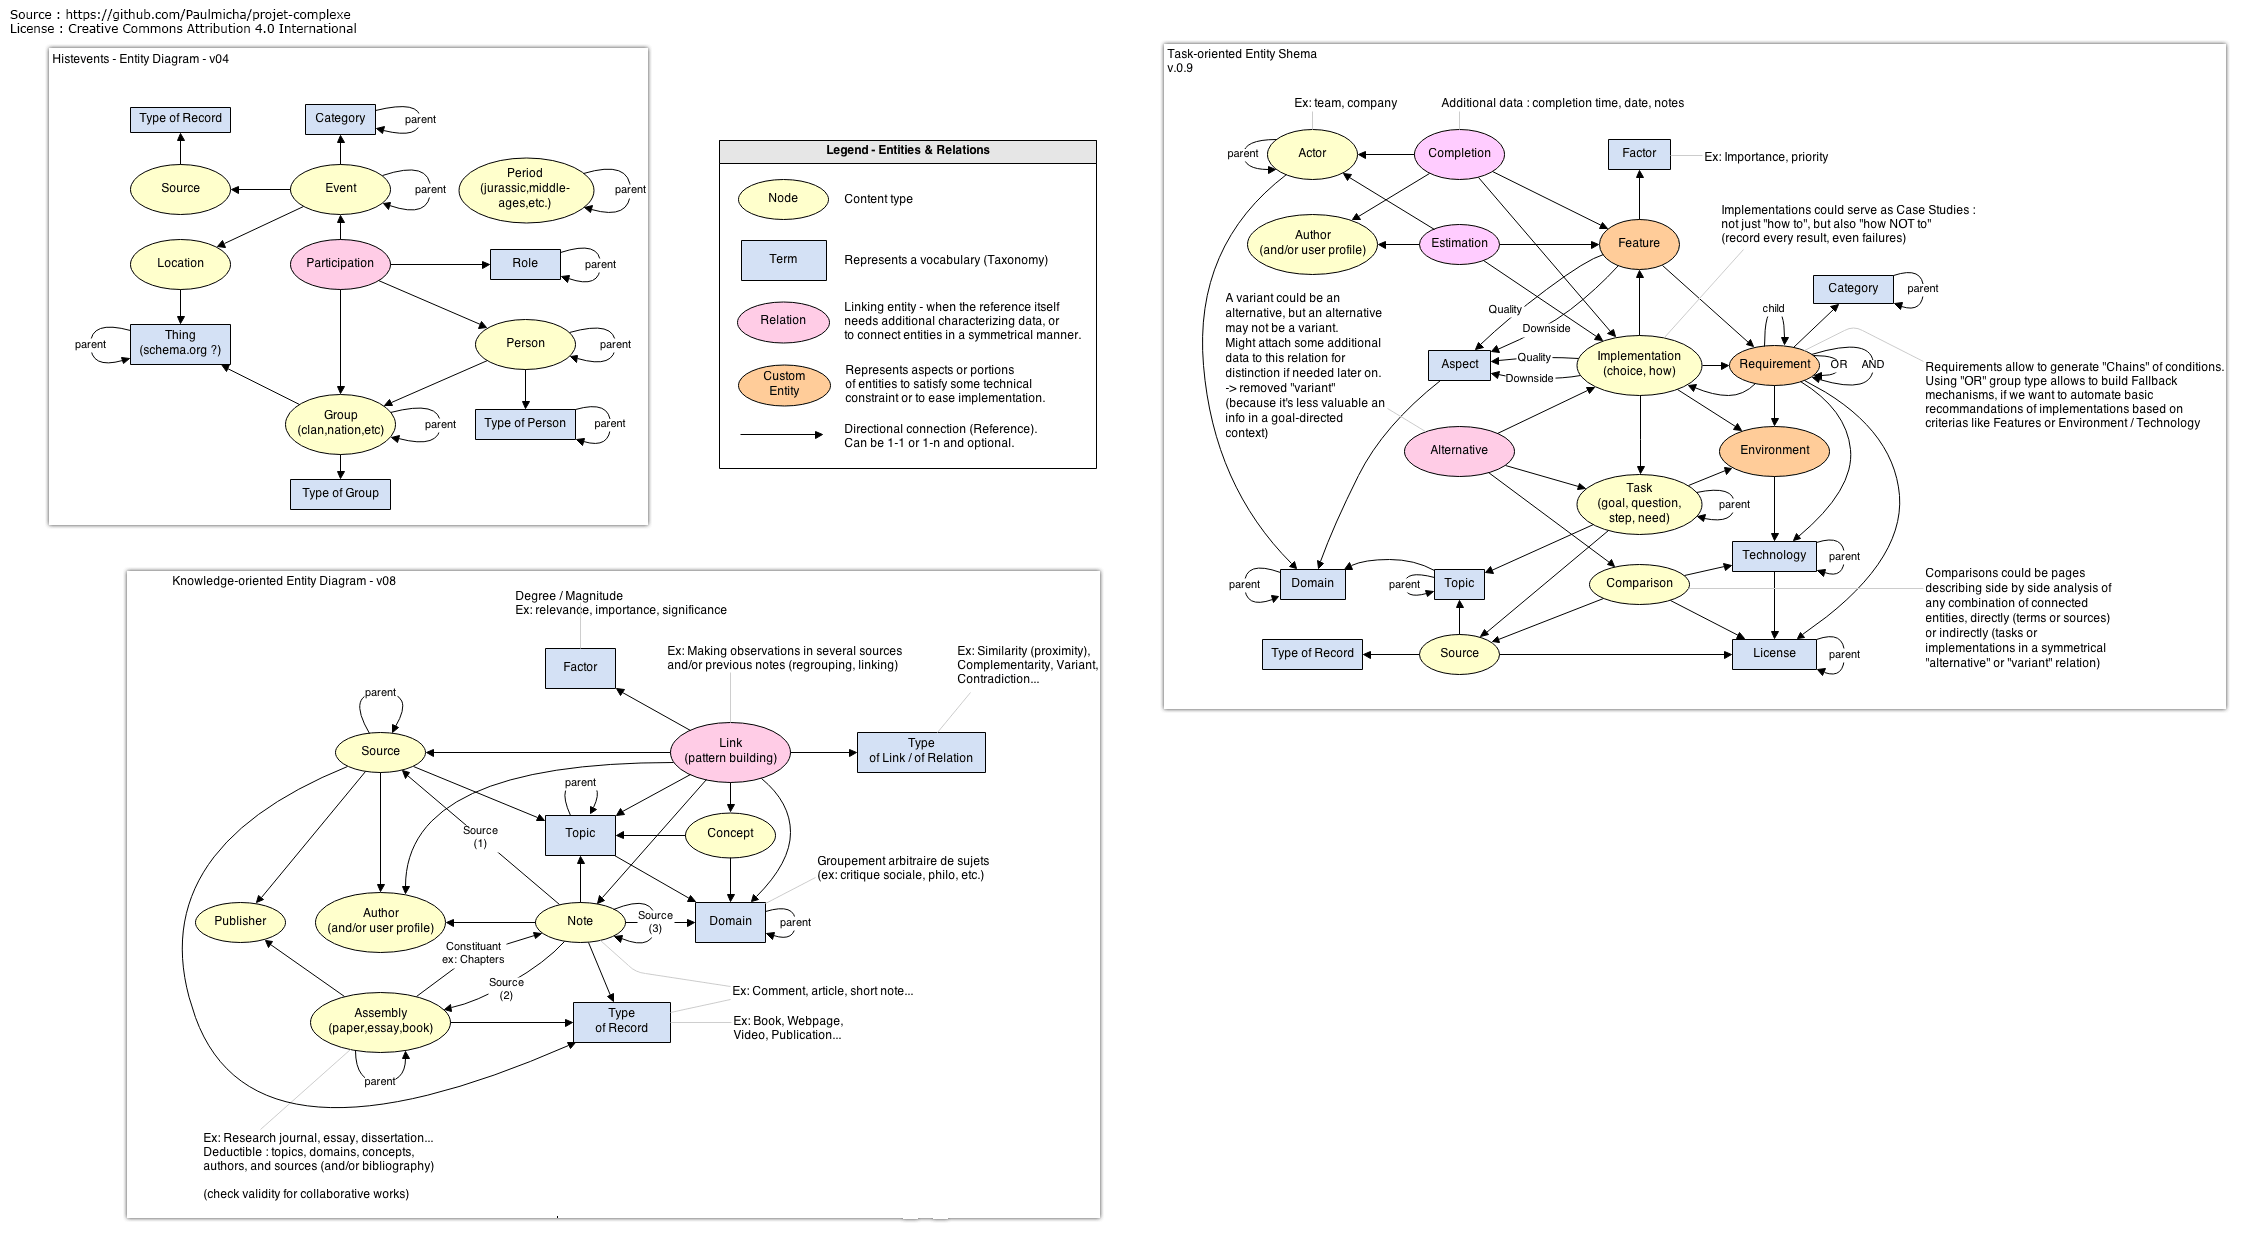 Source : https://github.com/Paulmicha/projet-complexe
License : Creative Commons Attribution 4.0 International
Histevents - Entity Diagram - v04
Type of Record
Category
parent
Source
Event
parent
Period
(jurassic,middle-
ages,etc.)
parent
Location
Participation
Role
parent
Thing
(schema.org ?)
parent
Person
parent
Group
(clan,nation,etc)
parent
Type of Person
parent
Type of Group
Legend - Entities & Relations
Node
Content type
Term
Represents a vocabulary (Taxonomy)
Relation
Linking entity - when the reference itself
needs additional characterizing data, or
to connect entities in a symmetrical manner.
Custom
Entity
Represents aspects or portions
of entities to satisfy some technical
constraint or to ease implementation.
Directional connection (Reference).
Can be 1-1 or 1-n and optional.
Task-oriented Entity Shema
v.0.9
Ex: team, company
Additional data : completion time, date, notes
parent
Actor
Completion
Factor
Ex: Importance, priority
Author
(and/or user profile)
Estimation
Feature
Implementations could serve as Case Studies :
not just "how to", but also "how NOT to"
(record every result, even failures)
Category
parent
A variant could be an
alternative, but an alternative
may not be a variant.
Might attach some additional
data to this relation for
distinction if needed later on.
-> removed "variant"
(because it's less valuable an
info in a goal-directed
context)
Quality
Downside
child
Aspect
Quality
Downside
Implementation
(choice, how)
Requirement
OR
AND
Requirements allow to generate "Chains" of conditions.
Using "OR" group type allows to build Fallback
mechanisms, if we want to automate basic
recommandations of implementations based on
criterias like Features or Environment / Technology
Alternative
Environment
Task
(goal, question,
step, need)
parent
Technology
parent
parent
Domain
parent
Topic
Comparison
Comparisons could be pages
describing side by side analysis of
any combination of connected
entities, directly (terms or sources)
or indirectly (tasks or
implementations in a symmetrical
"alternative" or "variant" relation)
Type of Record
Source
License
parent
Knowledge-oriented Entity Diagram - v08
Degree / Magnitude
Ex: relevance, importance, significance
Factor
Ex: Making observations in several sources
and/or previous notes (regrouping, linking)
Ex: Similarity (proximity),
Complementarity, Variant,
Contradiction...
parent
Source
Link
(pattern building)
Type
of Link / of Relation
parent
Topic
Concept
Source
(1)
Groupement arbitraire de sujets
(ex: critique sociale, philo, etc.)
Publisher
Author
(and/or user profile)
Note
Source
(3)
Domain
parent
Constituant
ex: Chapters
Source
(2)
Ex: Comment, article, short note...
Assembly
(paper,essay,book)
Type
of Record
Ex: Book, Webpage,
Video, Publication...
parent
Ex: Research journal, essay, dissertation...
Deductible : topics, domains, concepts,
authors, and sources (and/or bibliography)
(check validity for collaborative works)